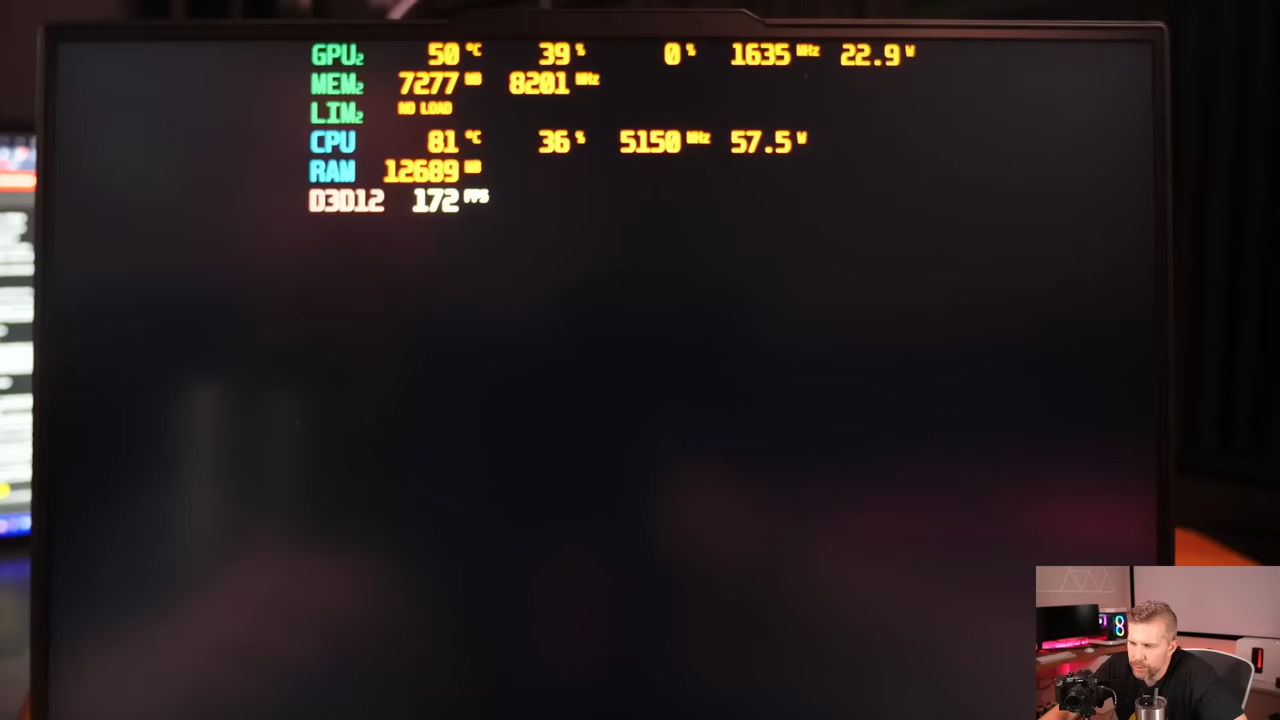 GPU2 50 °C 39 % 0 % 1635 MHz 22.9 W
MEM2 7277 MB 8201 MHz
LIM2 NO LOAD
CPU 81 °C 36 % 5150 MHz 57.5 W
RAM 12689 MB
D3D12 172 FPS